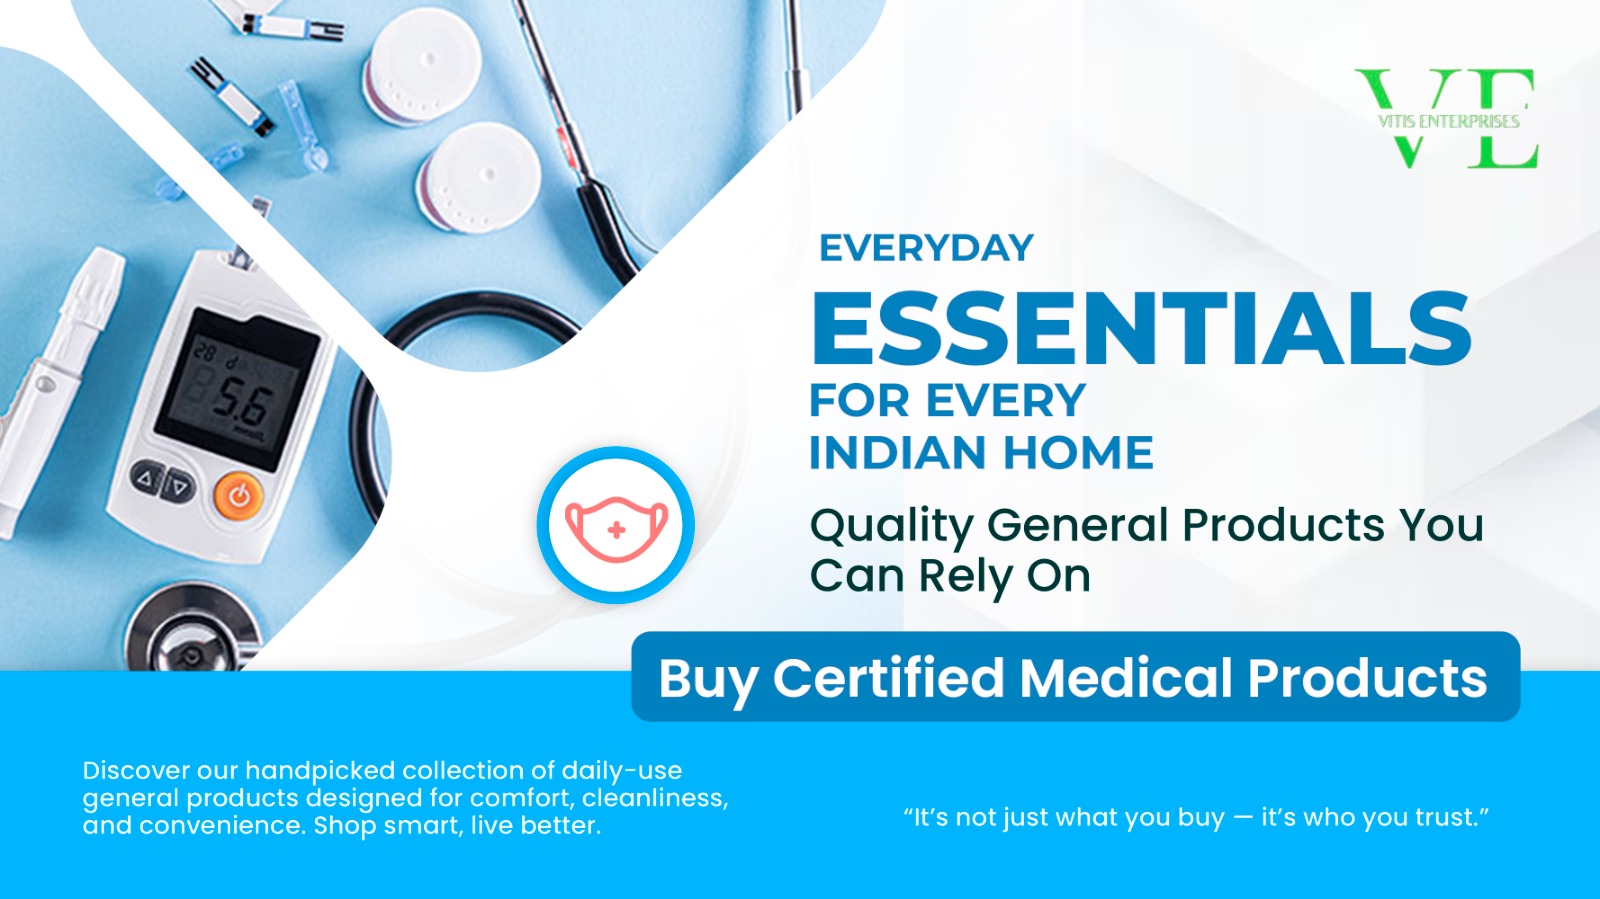 VE
VITIS ENTERPRISES
EVERYDAY
ESSENTIALS
FOR EVERY
INDIAN HOME
Quality General Products You
Can Rely On
Buy Certified Medical Products
Discover our handpicked collection of daily-use
general products designed for comfort, cleanliness,
and convenience. Shop smart, live better.
“It’s not just what you buy — it’s who you trust.”
28
5.6
mmol/L